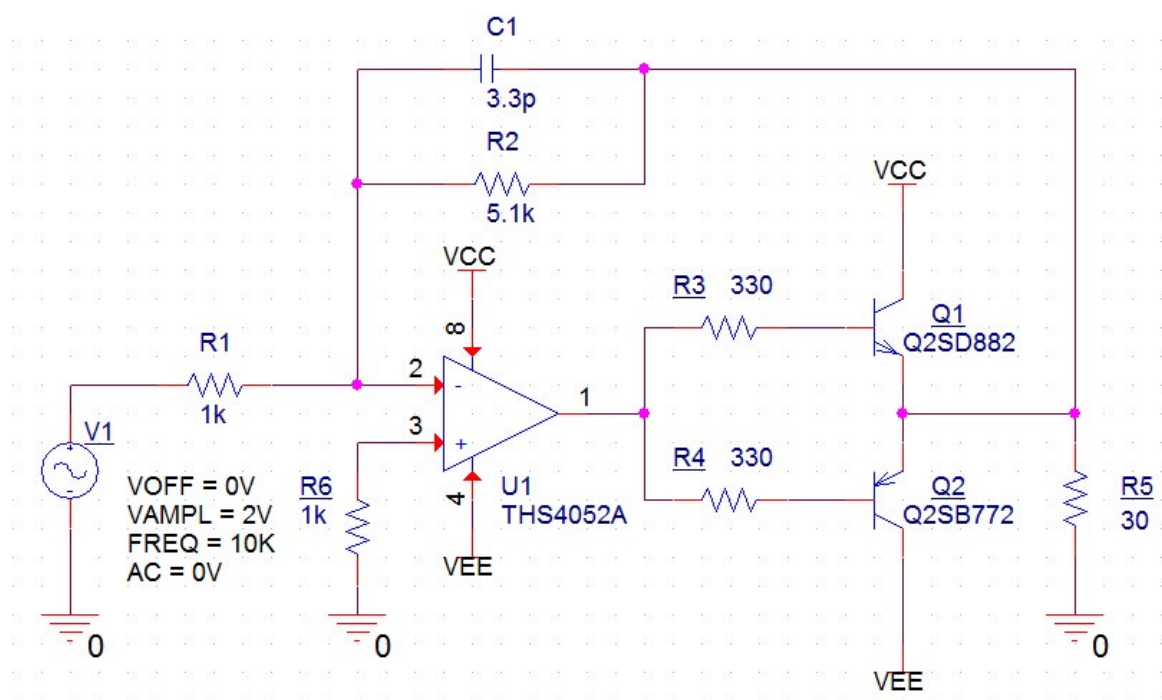 C1
3.3p
R2
5.1k
VCC
VCC
R3 330
8
Q1
Q2SD882
R1
1k
2
-
1
3
+
V1
R4 330
VOFF = 0V
VAMPL = 2V
FREQ = 10K
AC = 0V
R6
1k
4
U1
THS4052A
Q2
Q2SB772
R5
30
VEE
0
0
0
VEE